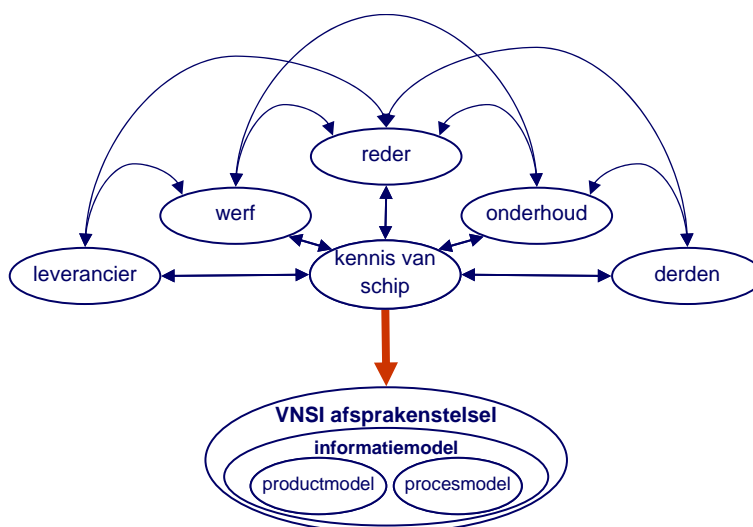 reder
werf
onderhoud
leverancier
kennis van
schip
derden
VNSI afsprakenstelsel
informatiemodel
productmodel
procesmodel